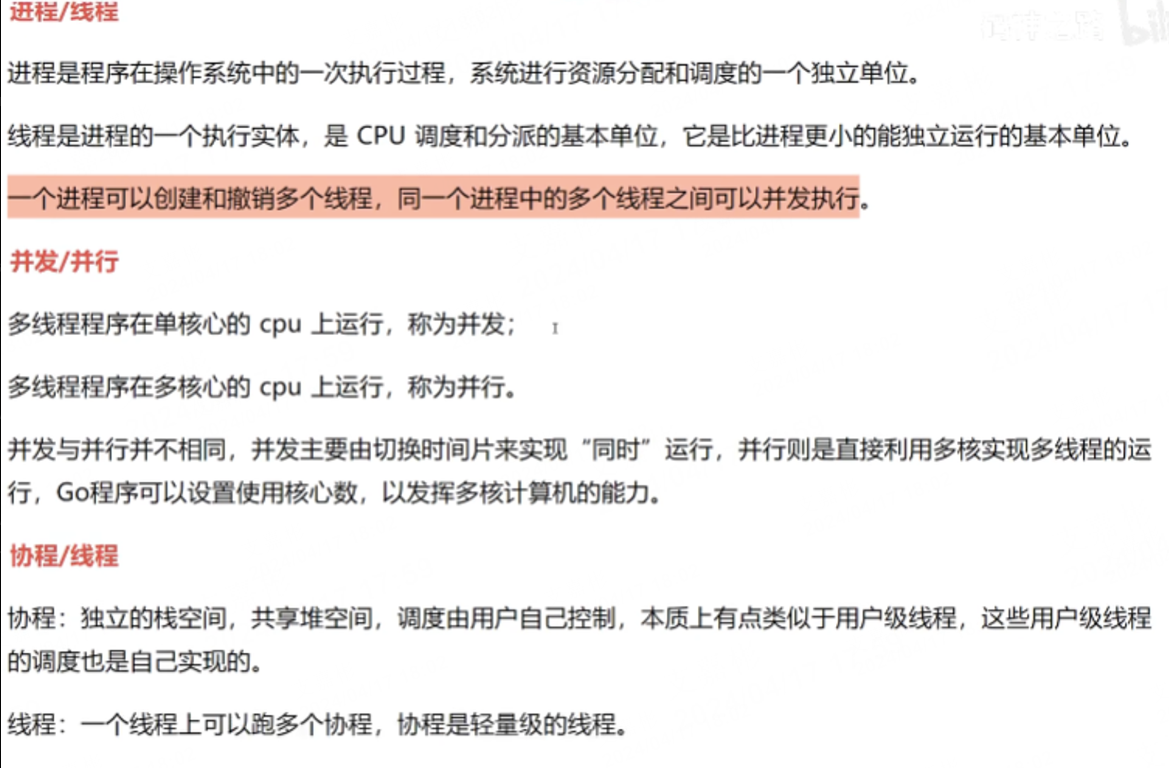 进程/线程
进程是程序在操作系统中的一次执行过程，系统进行资源分配和调度的一个独立单位。
线程是进程的一个执行实体，是 CPU 调度和分派的基本单位，它是比进程更小的能独立运行的基本单位。
一个进程可以创建和撤销多个线程，同一个进程中的多个线程之间可以并发执行。
并发/并行
多线程程序在单核心的 cpu 上运行，称为并发；
多线程程序在多核心的 cpu 上运行，称为并行。
并发与并行并不相同，并发主要由切换时间片来实现“同时”运行，并行则是直接利用多核实现多线程的运
行，Go程序可以设置使用核心数，以发挥多核计算机的能力。
协程/线程
协程：独立的栈空间，共享堆空间，调度由用户自己控制，本质上有点类似于用户级线程，这些用户级线程
的调度也是自己实现的。
线程：一个线程上可以跑多个协程，协程是轻量级的线程。